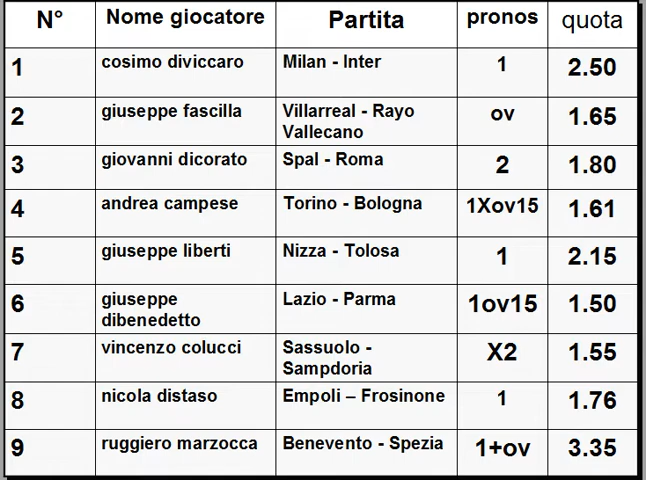 N° Nome giocatore Partita pronos quota
1 cosimo diviccaro Milan - Inter 1 2.50
2 giuseppe fascilla Villarreal - Rayo Vallecano ov 1.65
3 giovanni dicorato Spal - Roma 2 1.80
4 andrea campese Torino - Bologna 1Xov15 1.61
5 giuseppe liberti Nizza - Tolosa 1 2.15
6 giuseppe dibenedetto Lazio - Parma 1ov15 1.50
7 vincenzo colucci Sassuolo - Sampdoria X2 1.55
8 nicola distaso Empoli – Frosinone 1 1.76
9 ruggiero marzocca Benevento - Spezia 1+ov 3.35